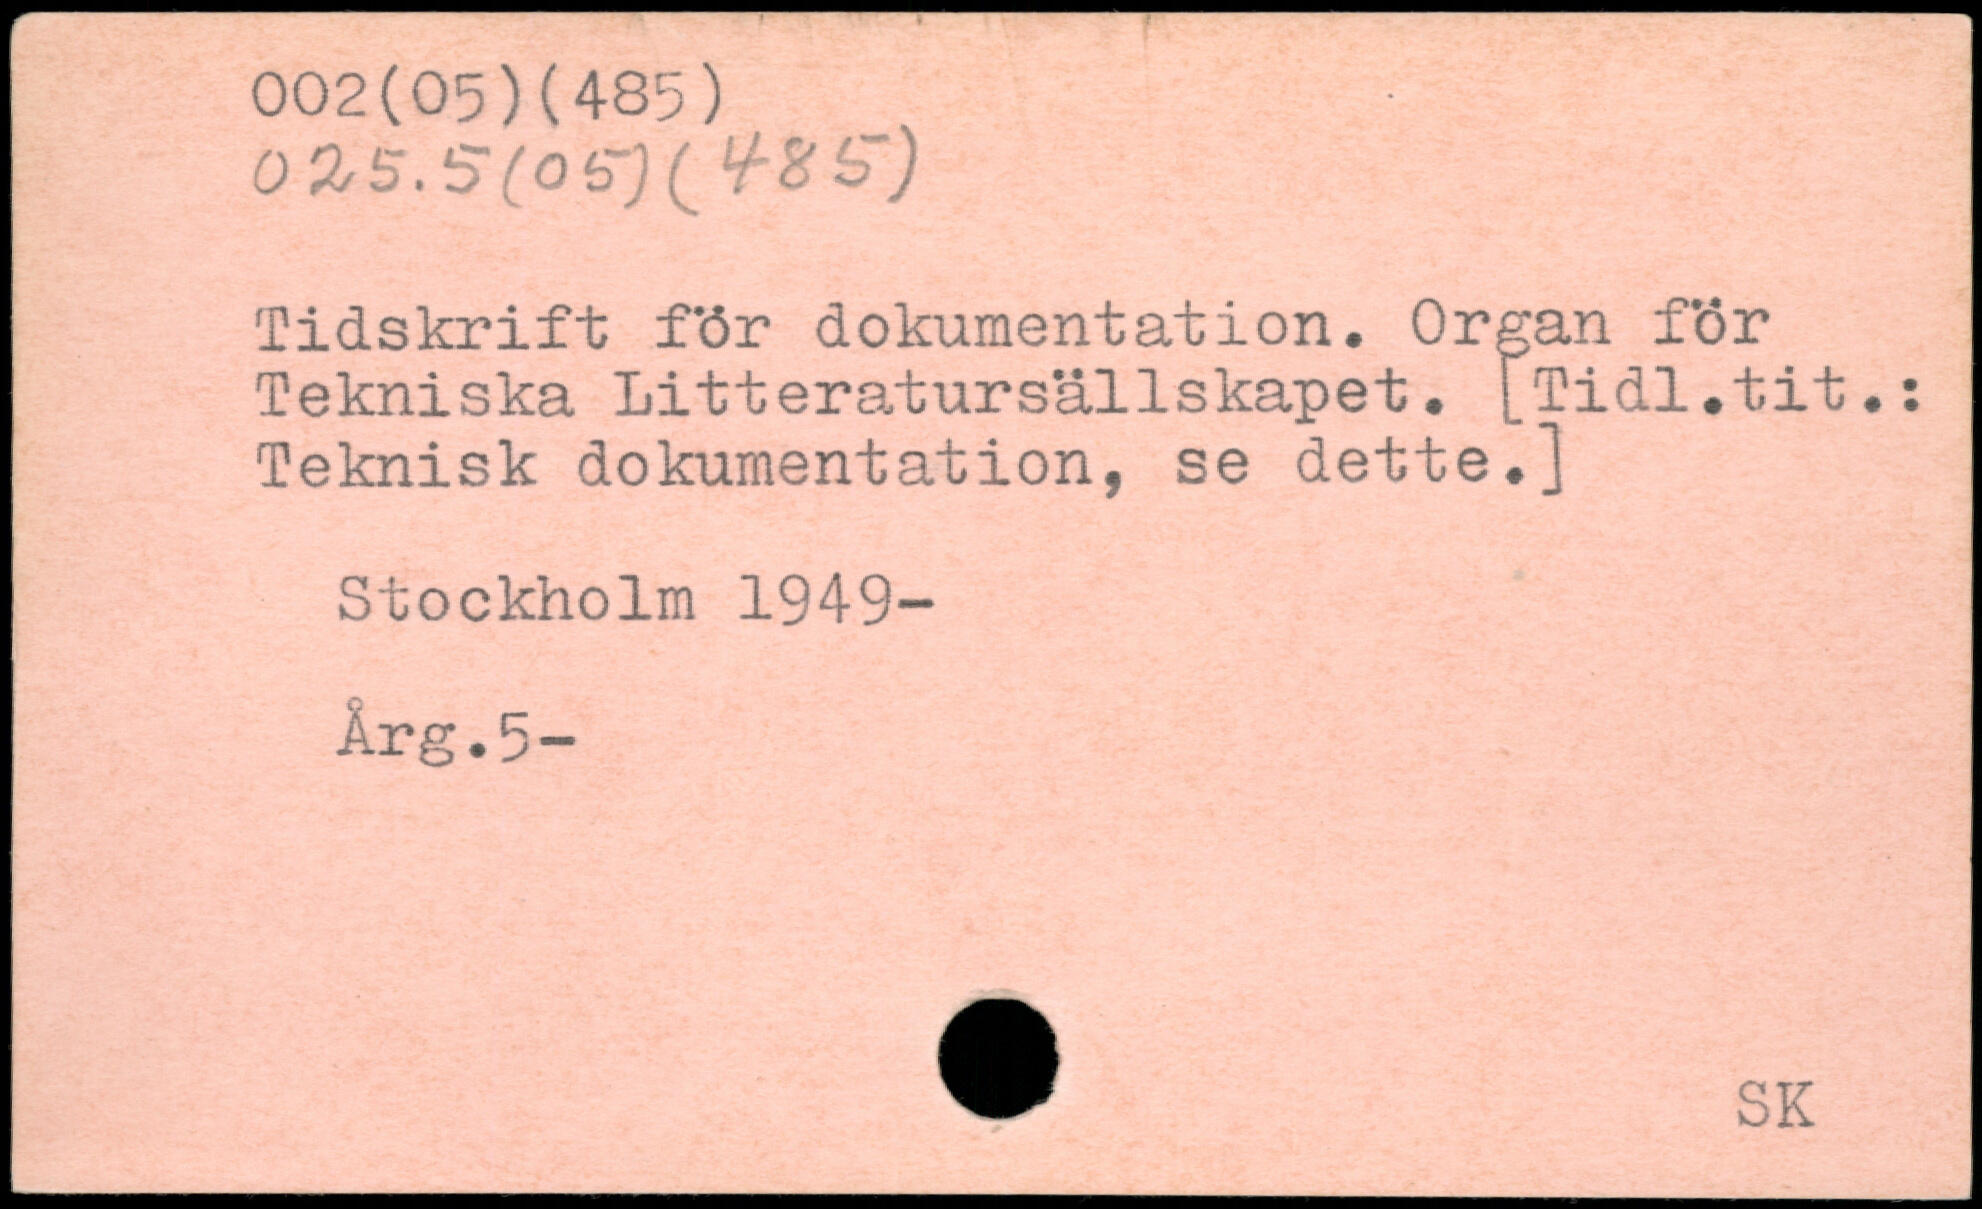 002(05)(485)
025.5(05)(485)
Tidskrift för dokumentation. Organ för
Tekniska Litteratursällskapet. [Tidl.tit.:
Teknisk dokumentation, se dette.]
Stockholm 1949-
Årg.5-
SK